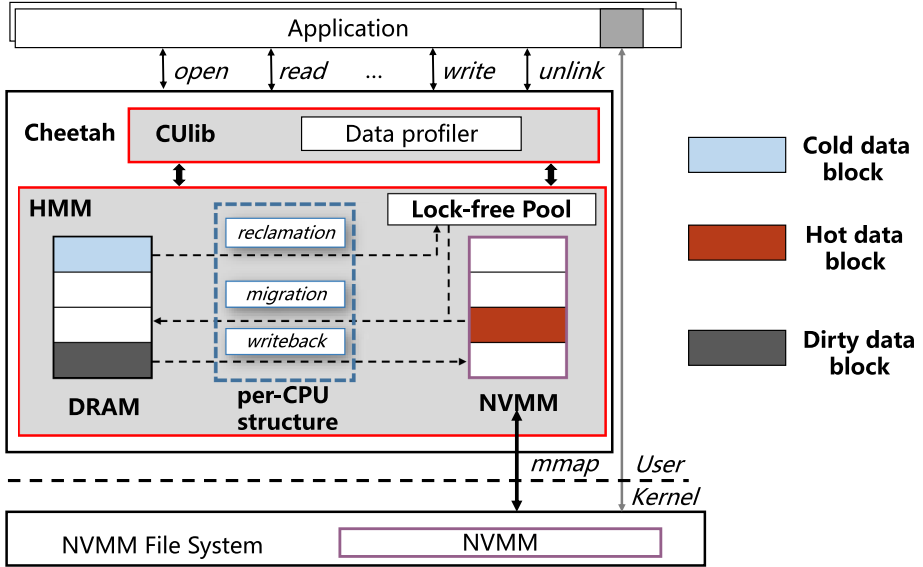 Application
open
read
...
write
unlink
Cheetah
CUlib
Data profiler
HMM
Lock-free Pool
reclamation
migration
writeback
DRAM
per-CPU
structure
NVMM
mmap
User
Kernel
NVMM File System
NVMM
Cold data
block
Hot data
block
Dirty data
block